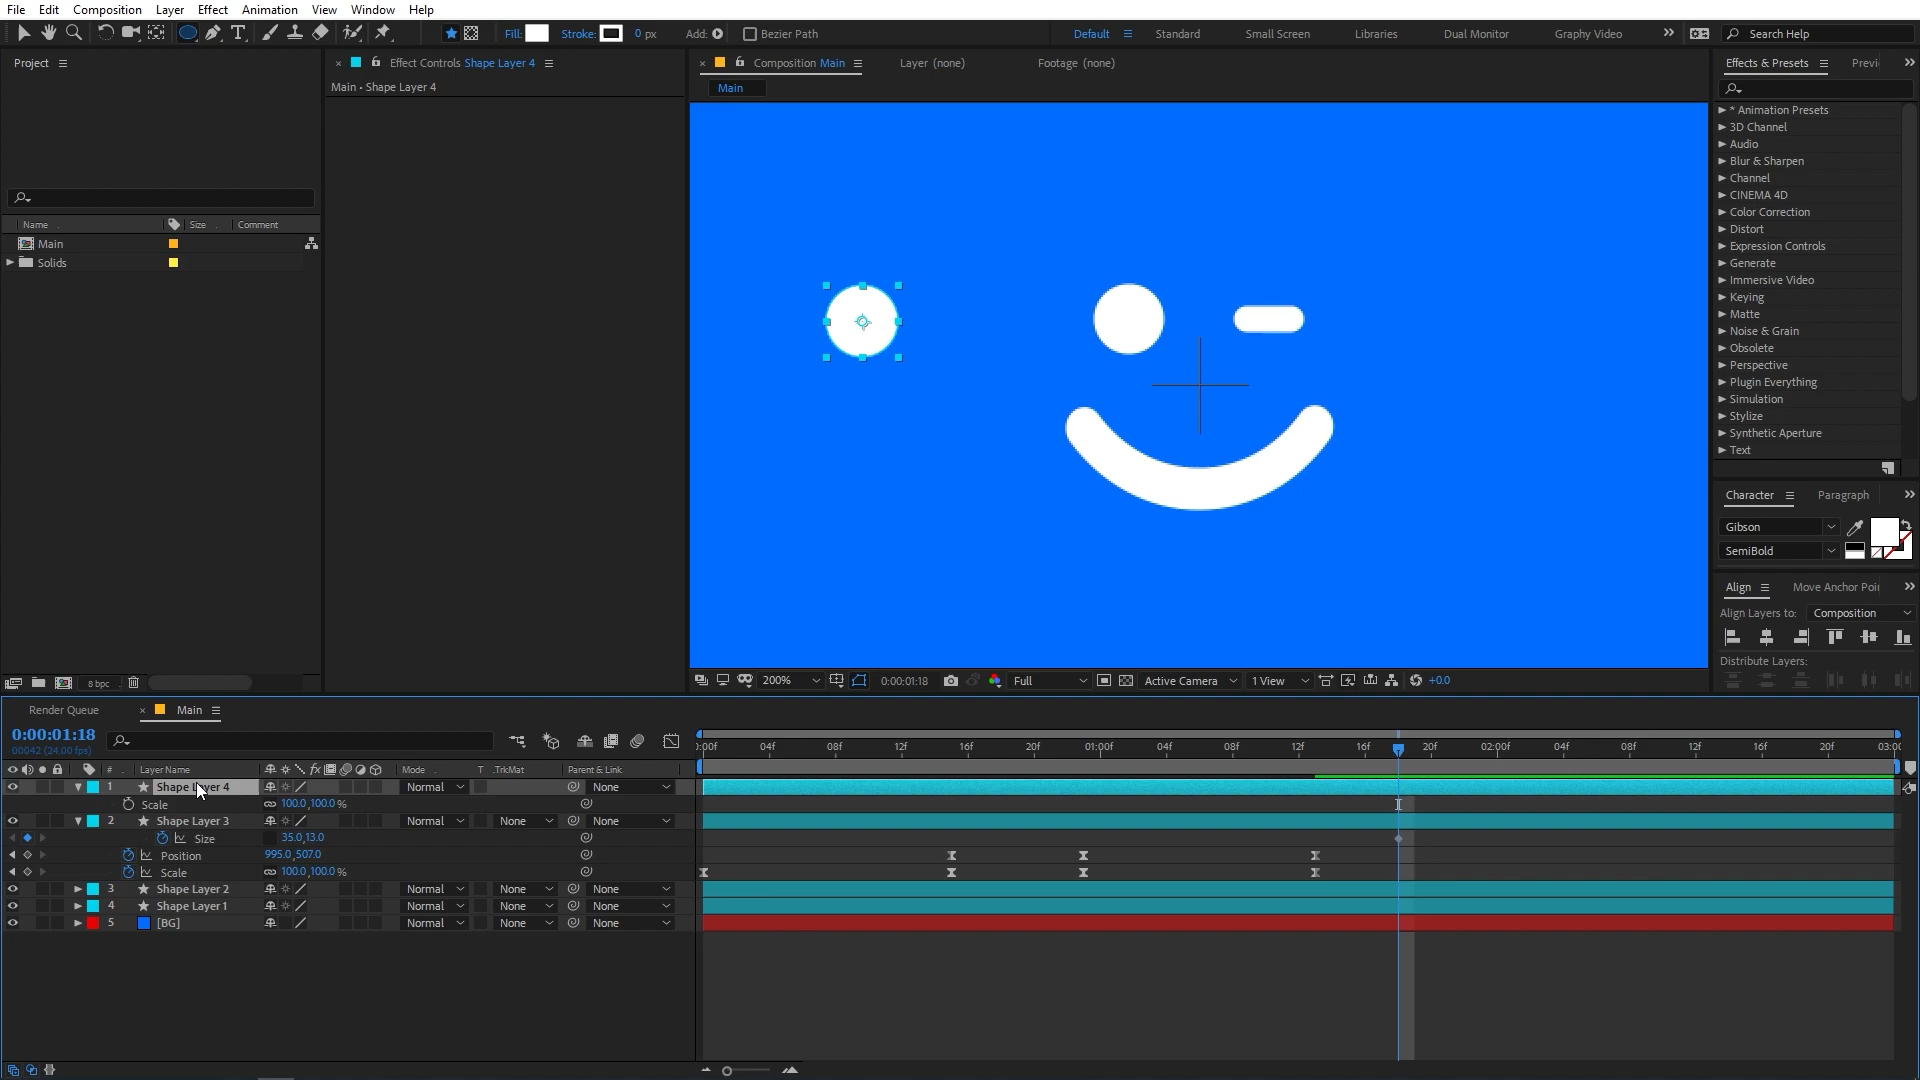 File Edit Composition Layer Effect Animation View Window Help
Fill: Stroke: 0 px Add: Bezier Path Default Standard Small Screen Libraries Dual Monitor Graphy Video Search Help
Project Effect Controls Shape Layer 4 Composition Main Layer (none) Footage (none) Effects & Presets Previ
Main • Shape Layer 4 Main
* Animation Presets
3D Channel
Audio
Blur & Sharpen
Channel
CINEMA 4D
Color Correction
Distort
Expression Controls
Generate
Immersive Video
Keying
Matte
Noise & Grain
Obsolete
Perspective
Plugin Everything
Simulation
Stylize
Synthetic Aperture
Text
Name Size Comment
Main
Solids
Character Paragraph
Gibson
SemiBold
Align Move Anchor Poi
Align Layers to: Composition
Distribute Layers:
8 bpc 200% 0:00:01:18 Full Active Camera 1 View +0.0
Render Queue Main
0:00:01:18
00042 (24.00 fps)
:00f 04f 08f 12f 16f 20f 01:00f 04f 08f 12f 16f 20f 02:00f 04f 08f 12f 16f 20f 03:00
# Layer Name fx Mode T .TrkMat Parent & Link
1 Shape Layer 4 Normal None
Scale 100.0,100.0 %
2 Shape Layer 3 Normal None None
Size 35.0,13.0
Position 995.0,507.0
Scale 100.0,100.0 %
3 Shape Layer 2 Normal None None
4 Shape Layer 1 Normal None None
5 [BG] Normal None None